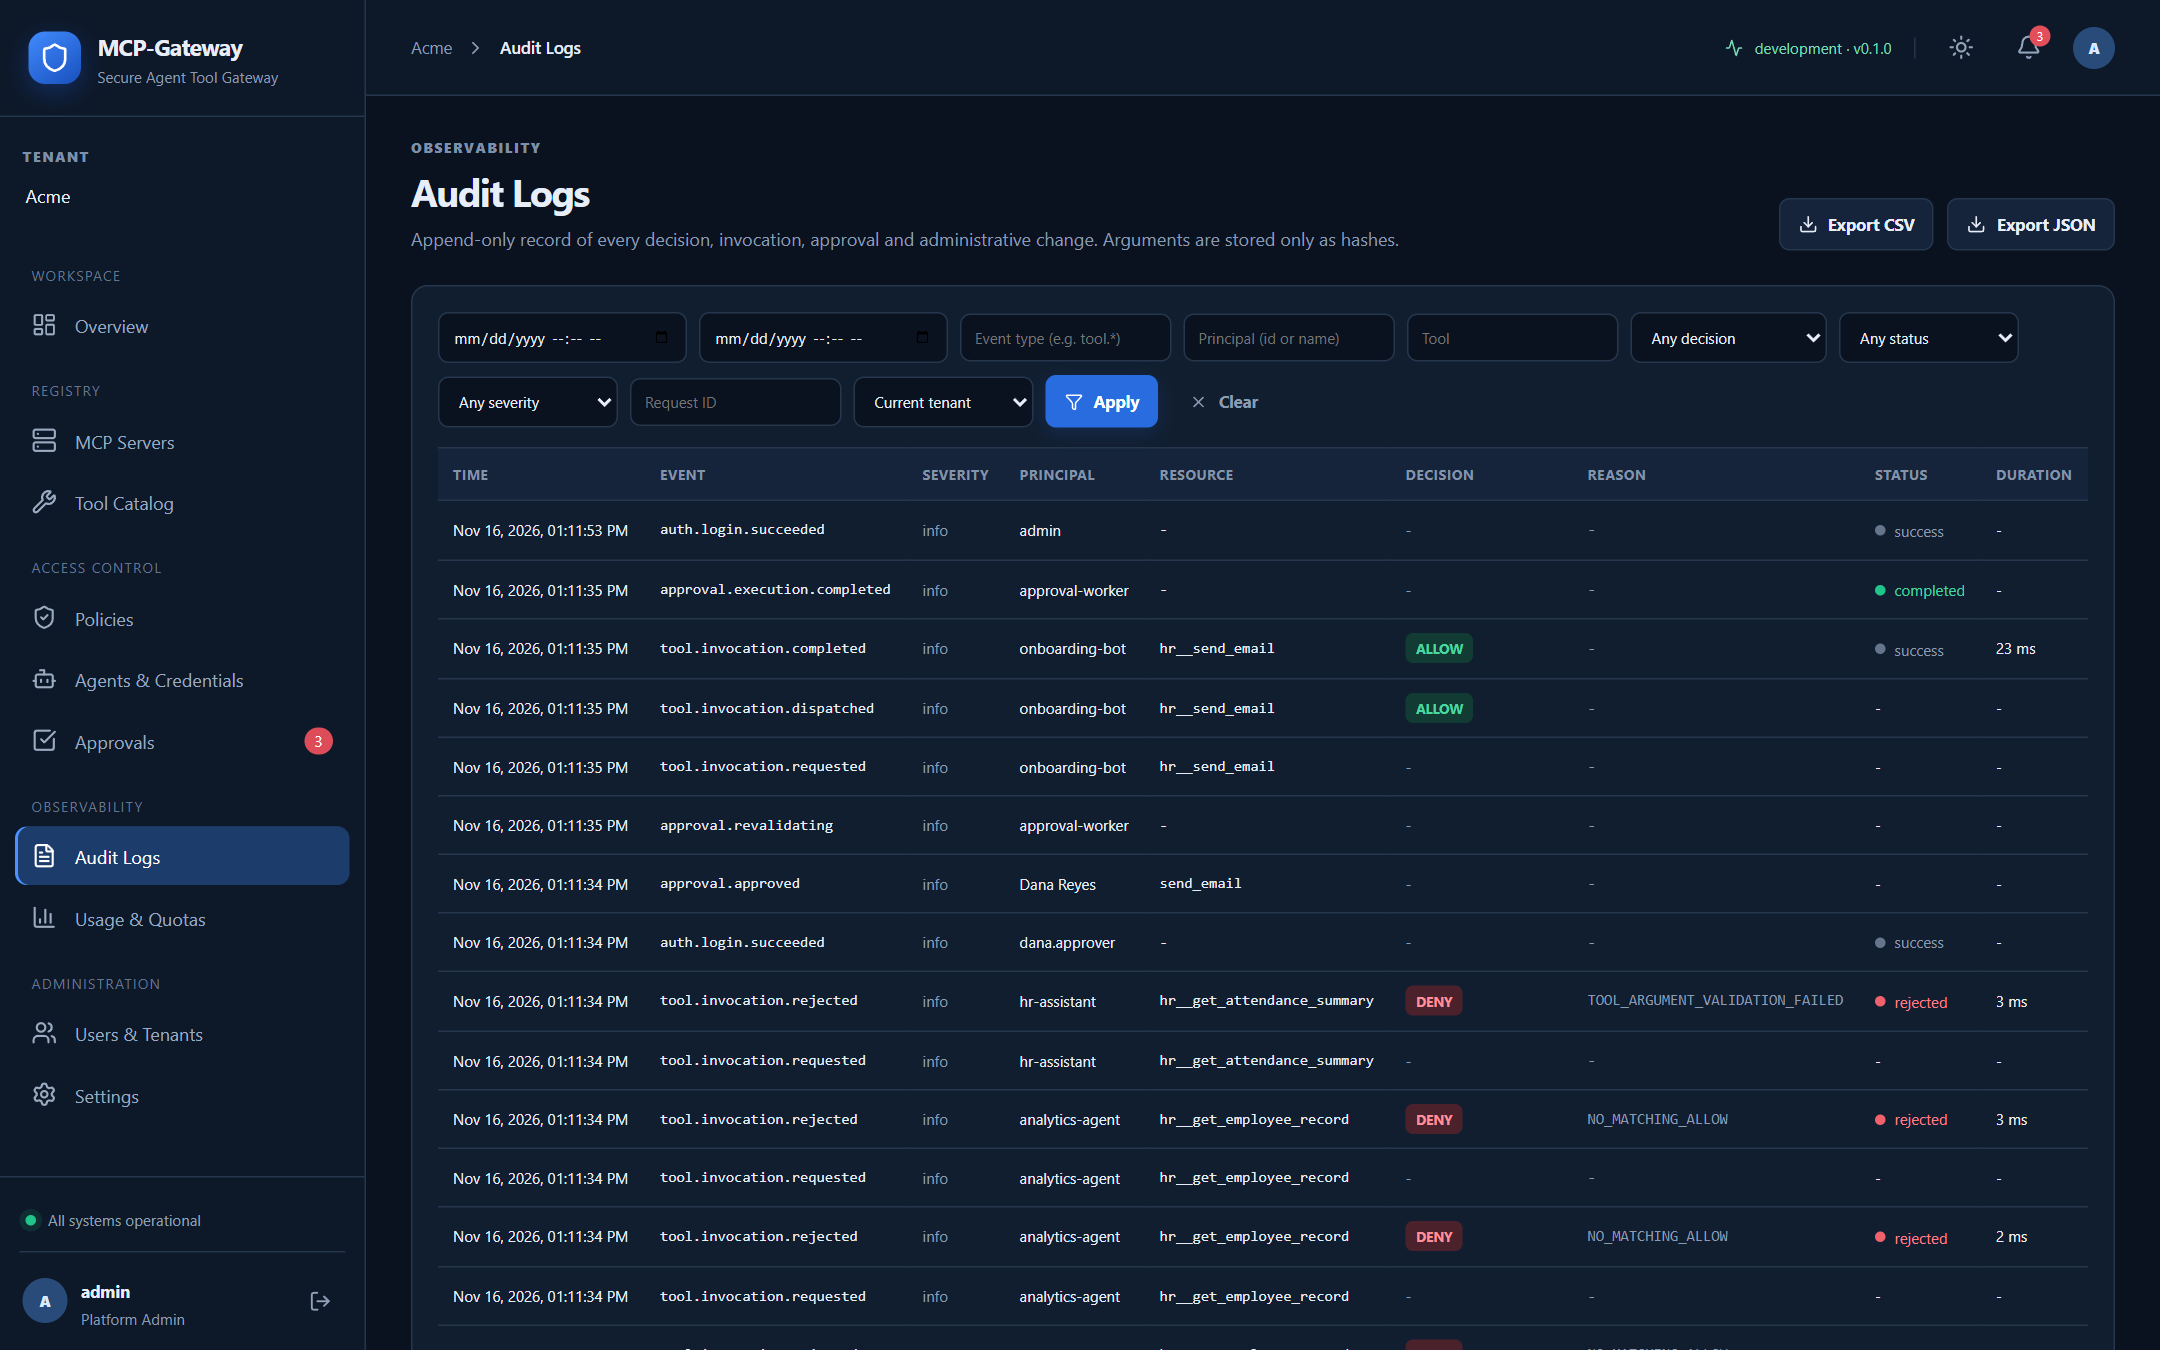 MCP-Gateway
Secure Agent Tool Gateway
TENANT
Acme
WORKSPACE
Overview
REGISTRY
MCP Servers
Tool Catalog
ACCESS CONTROL
Policies
Agents & Credentials
Approvals 3
OBSERVABILITY
Audit Logs
Usage & Quotas
ADMINISTRATION
Users & Tenants
Settings
All systems operational
A admin
Platform Admin
Acme > Audit Logs
development · v0.1.0 3 A
OBSERVABILITY
Audit Logs
Append-only record of every decision, invocation, approval and administrative change. Arguments are stored only as hashes.
Export CSV Export JSON
mm/dd/yyyy --:-- -- mm/dd/yyyy --:-- -- Event type (e.g. tool.*) Principal (id or name) Tool Any decision Any status
Any severity Request ID Current tenant Apply Clear
TIME EVENT SEVERITY PRINCIPAL RESOURCE DECISION REASON STATUS DURATION
Nov 16, 2026, 01:11:53 PM auth.login.succeeded info admin - - - success -
Nov 16, 2026, 01:11:35 PM approval.execution.completed info approval-worker - - - completed -
Nov 16, 2026, 01:11:35 PM tool.invocation.completed info onboarding-bot hr__send_email ALLOW - success 23 ms
Nov 16, 2026, 01:11:35 PM tool.invocation.dispatched info onboarding-bot hr__send_email ALLOW - - -
Nov 16, 2026, 01:11:35 PM tool.invocation.requested info onboarding-bot hr__send_email - - - -
Nov 16, 2026, 01:11:35 PM approval.revalidating info approval-worker - - - - -
Nov 16, 2026, 01:11:34 PM approval.approved info Dana Reyes send_email - - - -
Nov 16, 2026, 01:11:34 PM auth.login.succeeded info dana.approver - - - success -
Nov 16, 2026, 01:11:34 PM tool.invocation.rejected info hr-assistant hr__get_attendance_summary DENY TOOL_ARGUMENT_VALIDATION_FAILED rejected 3 ms
Nov 16, 2026, 01:11:34 PM tool.invocation.requested info hr-assistant hr__get_attendance_summary - - - -
Nov 16, 2026, 01:11:34 PM tool.invocation.rejected info analytics-agent hr__get_employee_record DENY NO_MATCHING_ALLOW rejected 3 ms
Nov 16, 2026, 01:11:34 PM tool.invocation.requested info analytics-agent hr__get_employee_record - - - -
Nov 16, 2026, 01:11:34 PM tool.invocation.rejected info analytics-agent hr__get_employee_record DENY NO_MATCHING_ALLOW rejected 2 ms
Nov 16, 2026, 01:11:34 PM tool.invocation.requested info analytics-agent hr__get_employee_record - - - -